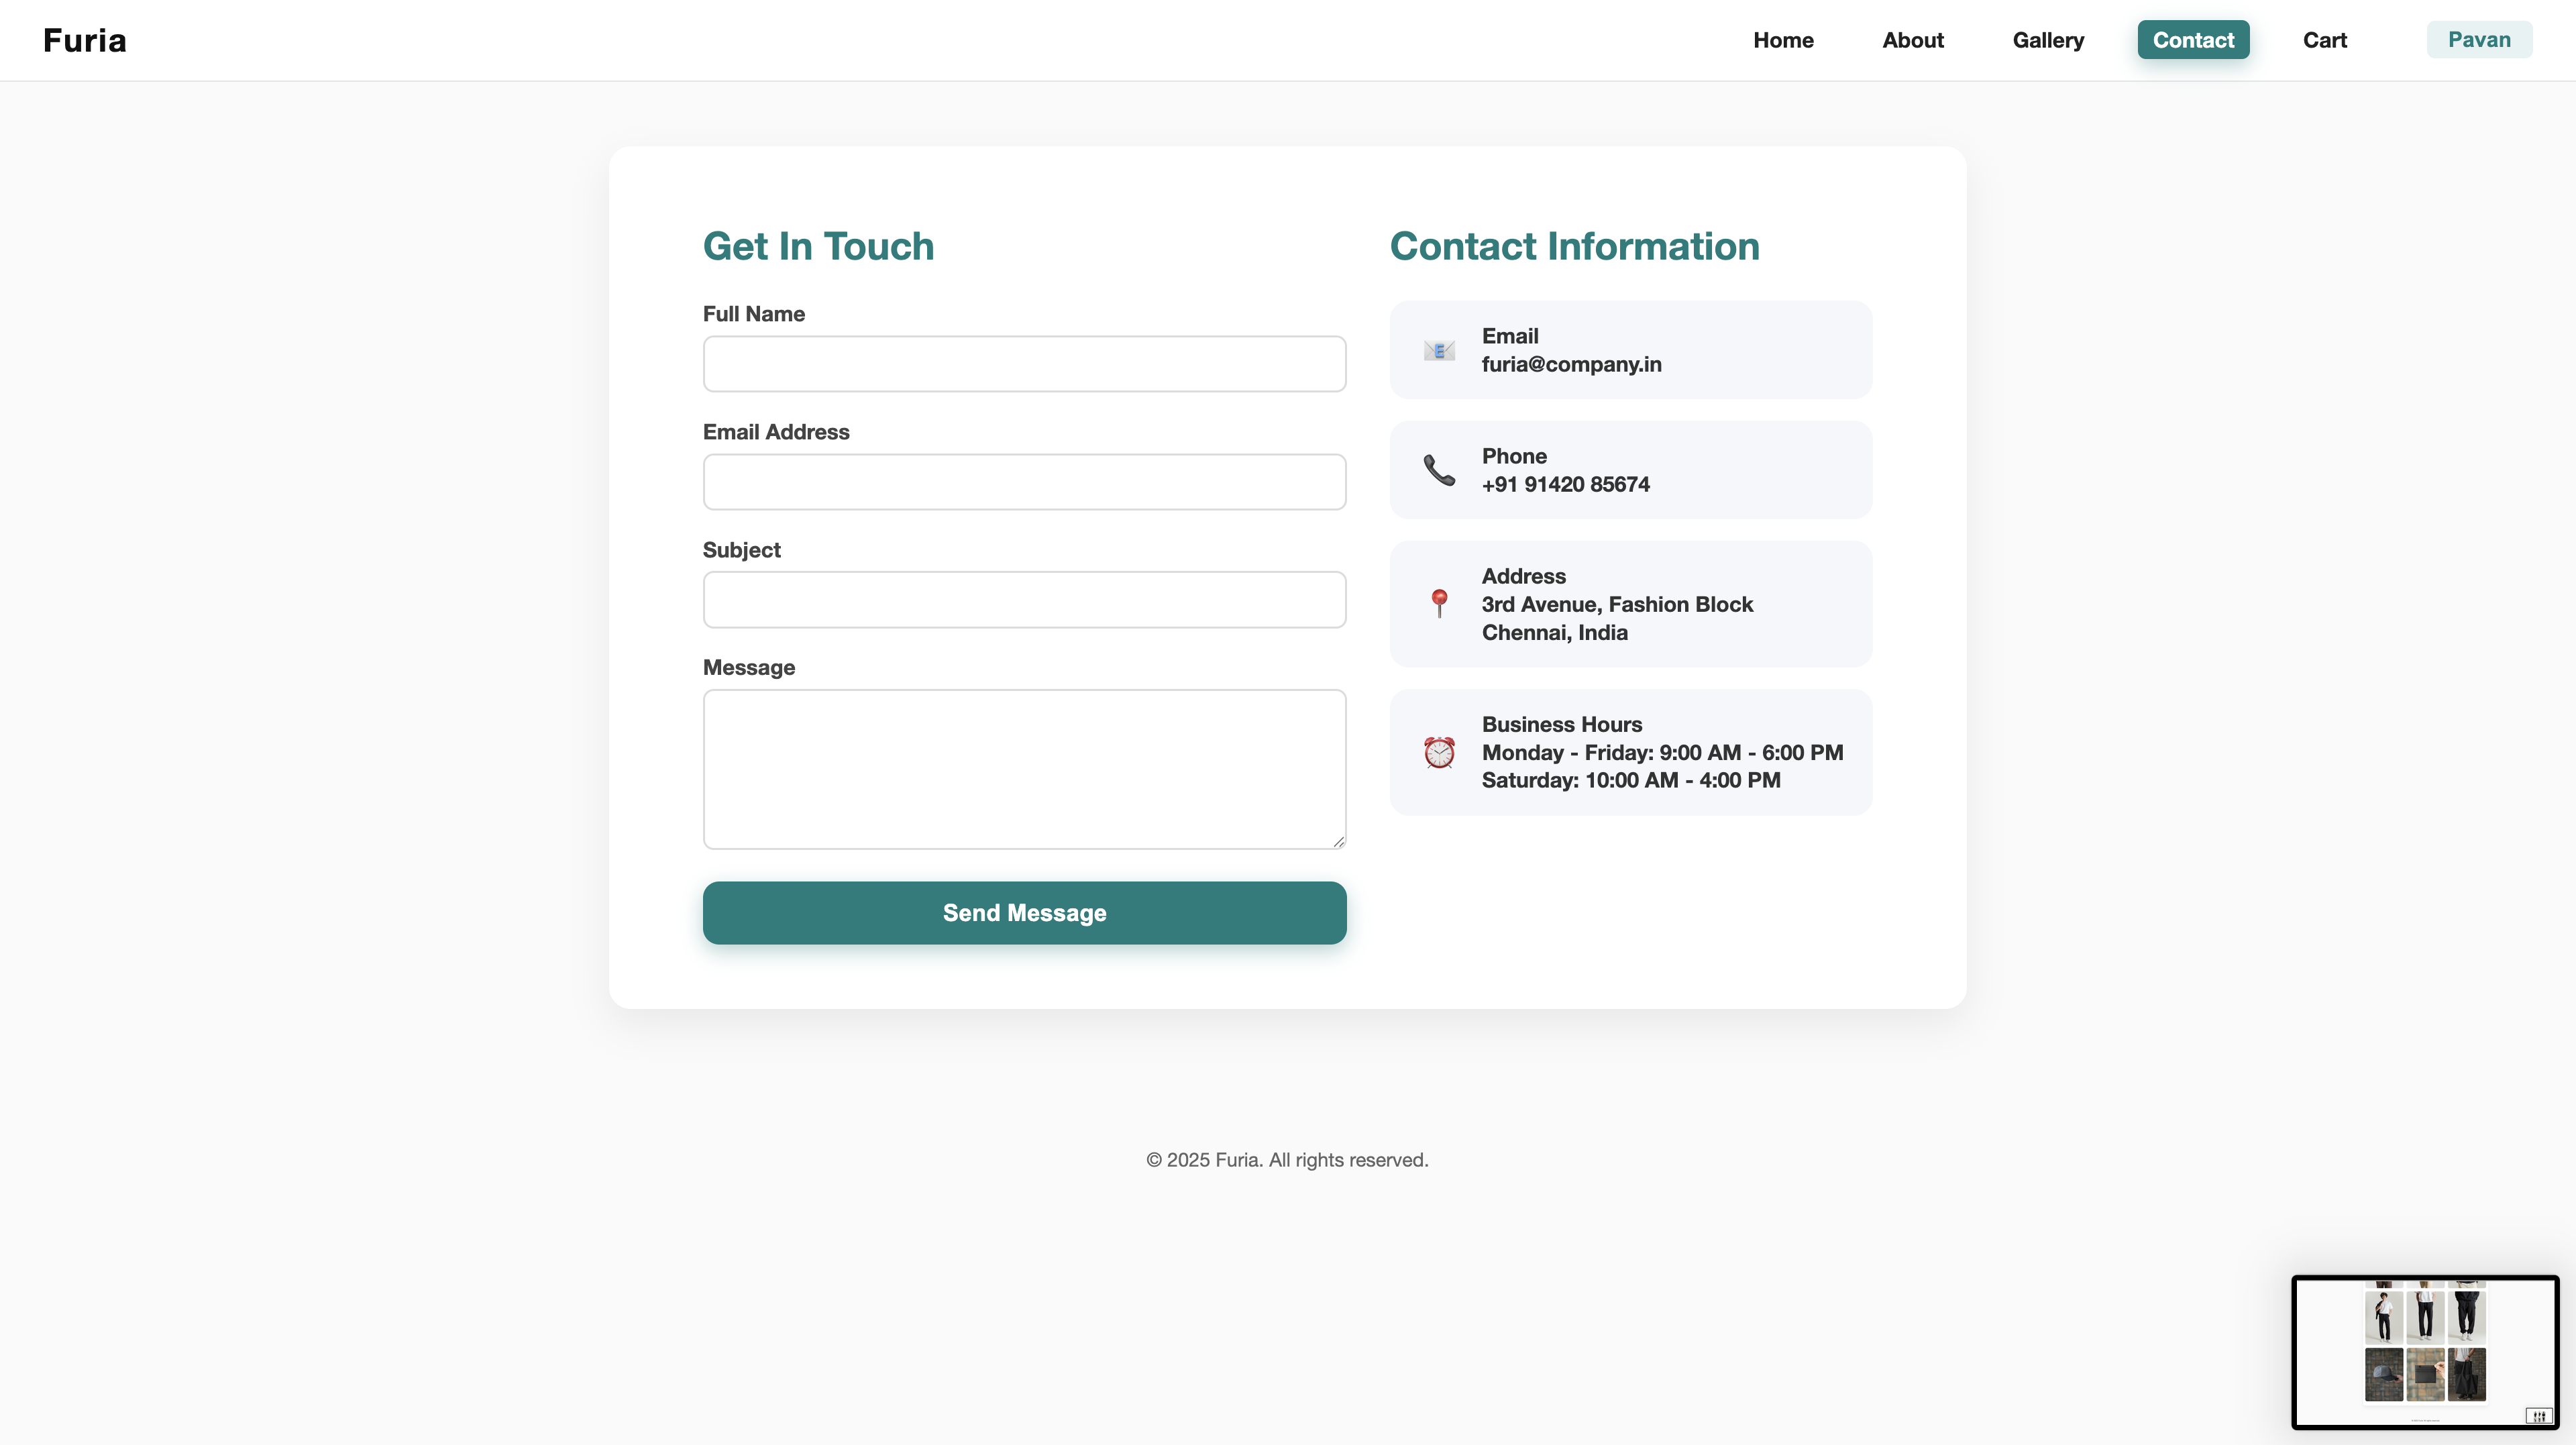 Furia
Home
About
Gallery
Contact
Cart
Pavan
Get In Touch
Full Name
Email Address
Subject
Message
Send Message
Contact Information
Email
furia@company.in
Phone
+91 91420 85674
Address
3rd Avenue, Fashion Block
Chennai, India
Business Hours
Monday - Friday: 9:00 AM - 6:00 PM
Saturday: 10:00 AM - 4:00 PM
© 2025 Furia. All rights reserved.